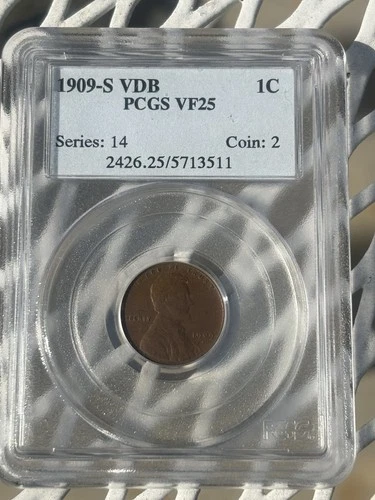 1909-S VDB 1C
PCGS VF25
Series: 14 Coin: 2
2426.25/5713511